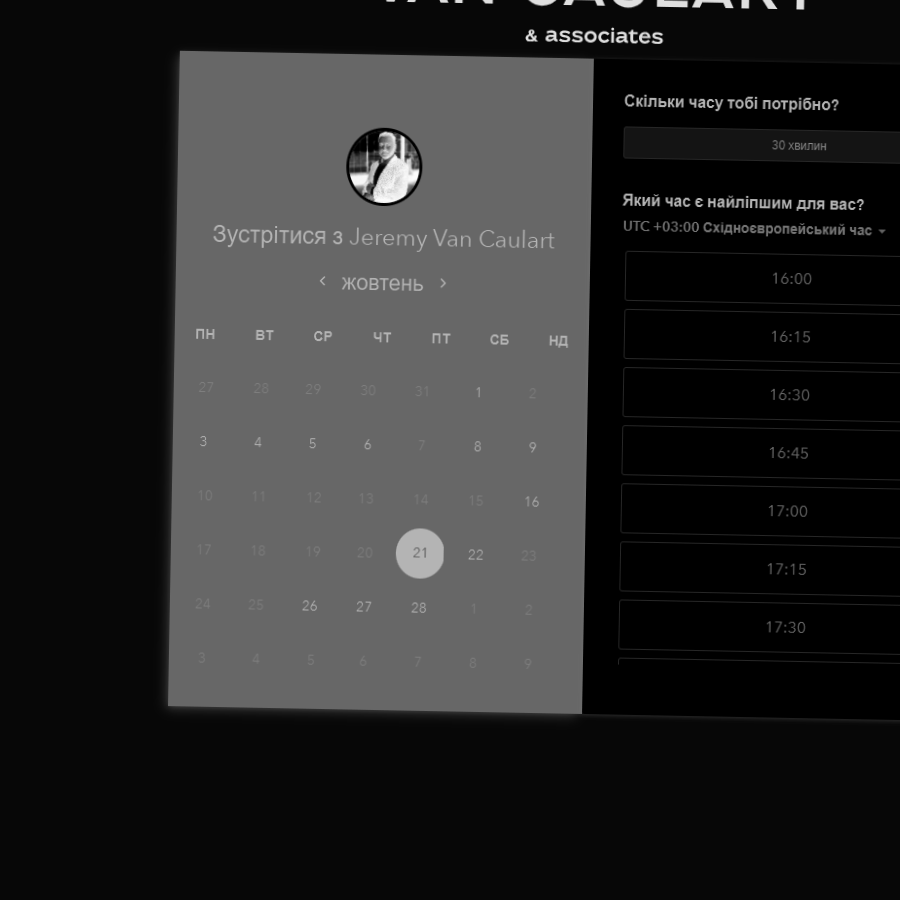 VAN CAULART
& associates
Зустрітися з Jeremy Van Caulart
жовтень
ПН ВТ СР ЧТ ПТ СБ НД
27 28 29 30 31 1 2
3 4 5 6 7 8 9
10 11 12 13 14 15 16
17 18 19 20 21 22 23
24 25 26 27 28 1 2
3 4 5 6 7 8 9
Скільки часу тобі потрібно?
30 хвилин
Який час є найліпшим для вас?
UTC +03:00 Східноєвропейський час
16:00
16:15
16:30
16:45
17:00
17:15
17:30